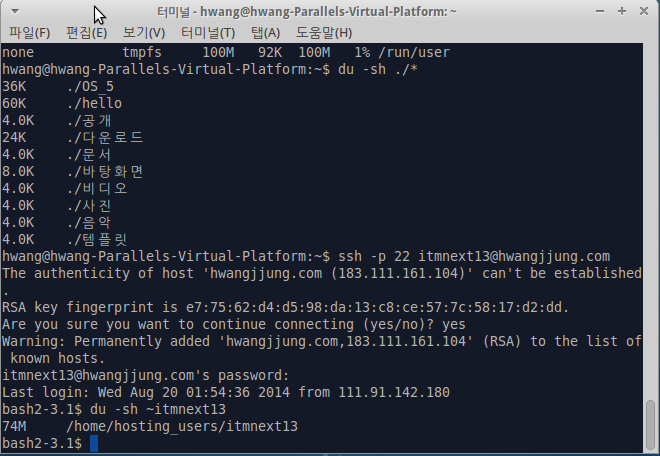 터미널 - hwang@hwang-Parallels-Virtual-Platform: ~
파일(F) 편집(E) 보기(V) 터미널(T) 탭(A) 도움말(H)
none tmpfs 100M 92K 100M 1% /run/user
hwang@hwang-Parallels-Virtual-Platform:~$ du -sh ./*
36K ./OS_5
60K ./hello
4.0K ./공개
24K ./다운로드
4.0K ./문서
8.0K ./바탕화면
4.0K ./비디오
4.0K ./사진
4.0K ./음악
4.0K ./템플릿
hwang@hwang-Parallels-Virtual-Platform:~$ ssh -p 22 itmnext13@hwangjjung.com
The authenticity of host 'hwangjjung.com (183.111.161.104)' can't be established
.
RSA key fingerprint is e7:75:62:d4:d5:98:da:13:c8:ce:57:7c:58:17:d2:dd.
Are you sure you want to continue connecting (yes/no)? yes
Warning: Permanently added 'hwangjjung.com,183.111.161.104' (RSA) to the list of
known hosts.
itmnext13@hwangjjung.com's password:
Last login: Wed Aug 20 01:54:36 2014 from 111.91.142.180
bash2-3.1$ du -sh ~itmnext13
74M /home/hosting_users/itmnext13
bash2-3.1$